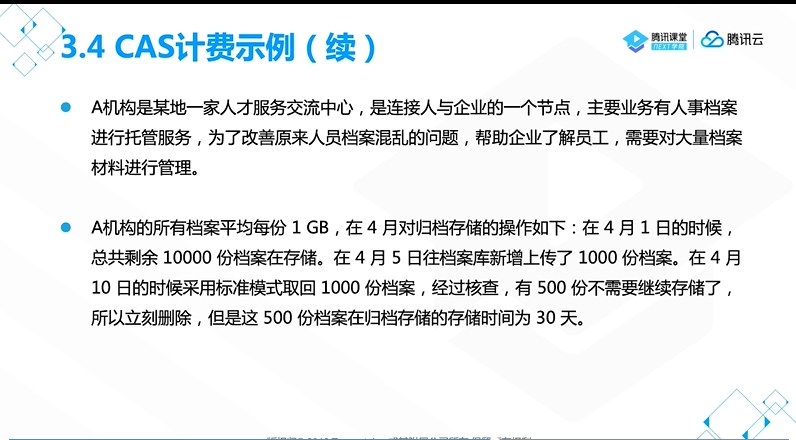 3.4 CAS计费示例（续）
腾讯课堂
NEXT学院
腾讯云
A机构是某地一家人才服务交流中心，是连接人与企业的一个节点，主要业务有人事档案
进行托管服务，为了改善原来人员档案混乱的问题，帮助企业了解员工，需要对大量档案
材料进行管理。
A机构的所有档案平均每份 1 GB，在 4 月对归档存储的操作如下：在 4 月 1 日的时候，
总共剩余 10000 份档案在存储。在 4 月 5 日往档案库新增上传了 1000 份档案。在 4 月
10 日的时候采用标准模式取回 1000 份档案，经过核查，有 500 份不需要继续存储了，
所以立刻删除，但是这 500 份档案在归档存储的存储时间为 30 天。